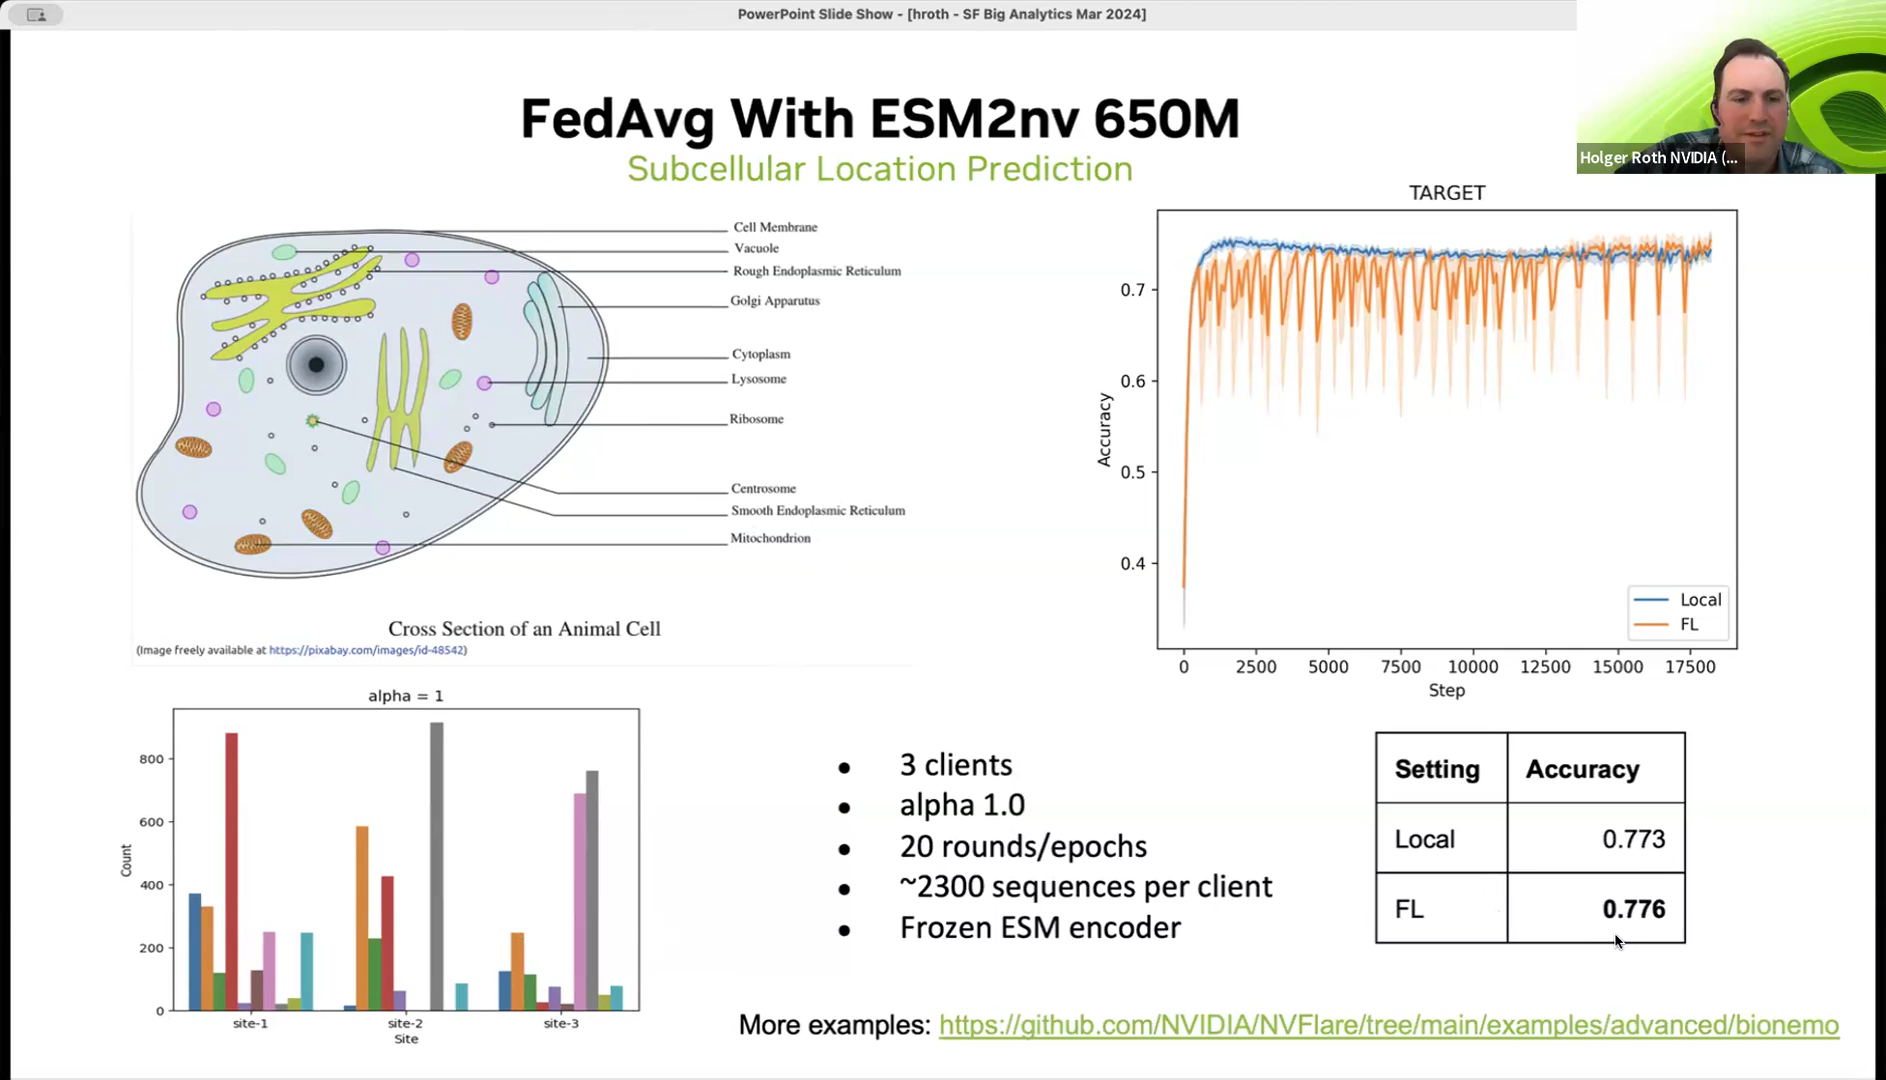 PowerPoint Slide Show - [hroth - SF Big Analytics Mar 2024]
Holger Roth NVIDIA (...
FedAvg With ESM2nv 650M
Subcellular Location Prediction
Cell Membrane
Vacuole
Rough Endoplasmic Reticulum
Golgi Apparutus
Cytoplasm
Lysosome
Ribosome
Centrosome
Smooth Endoplasmic Reticulum
Mitochondrion
Cross Section of an Animal Cell
(Image freely available at https://pixabay.com/images/id-48542)
TARGET
0.7
0.6
0.5
0.4
Accuracy
Local
FL
0 2500 5000 7500 10000 12500 15000 17500
Step
alpha = 1
800
600
400
200
0
Count
site-1 site-2 site-3
Site
• 3 clients
• alpha 1.0
• 20 rounds/epochs
• ~2300 sequences per client
• Frozen ESM encoder
Setting Accuracy
Local 0.773
FL 0.776
More examples: https://github.com/NVIDIA/NVFlare/tree/main/examples/advanced/bionemo